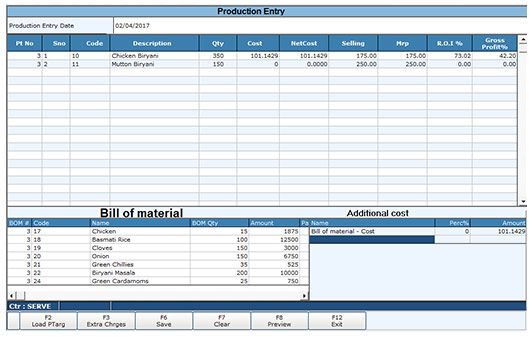 Production Entry
Production Entry Date 02/04/2017
Pt No Sno Code Description Qty Cost NetCost Selling Mrp R.O.I % Gross Profit%
3 1 10 Chicken Biryani 350 101.1429 101.1429 175.00 175.00 73.02 42.20
3 2 11 Mutton Biryani 150 0 0.0000 250.00 250.00 0.00 0.00
Bill of material Additional cost
BOM # Code Name BOM Qty Amount Pa Name Perc% Amount
3 17 Chicken 15 1875 Bill of material - Cost 0 101.1429
3 18 Basmati Rice 100 12500
3 19 Cloves 150 3000
3 20 Onion 150 6750
3 21 Green Chillies 35 525
3 22 Biryani Masala 200 10000
3 24 Green Cardamoms 25 750
Ctr : SERVE
F2 F3 F6 F7 F8 F12
Load PTarg Extra Chrges Save Clear Preview Exit